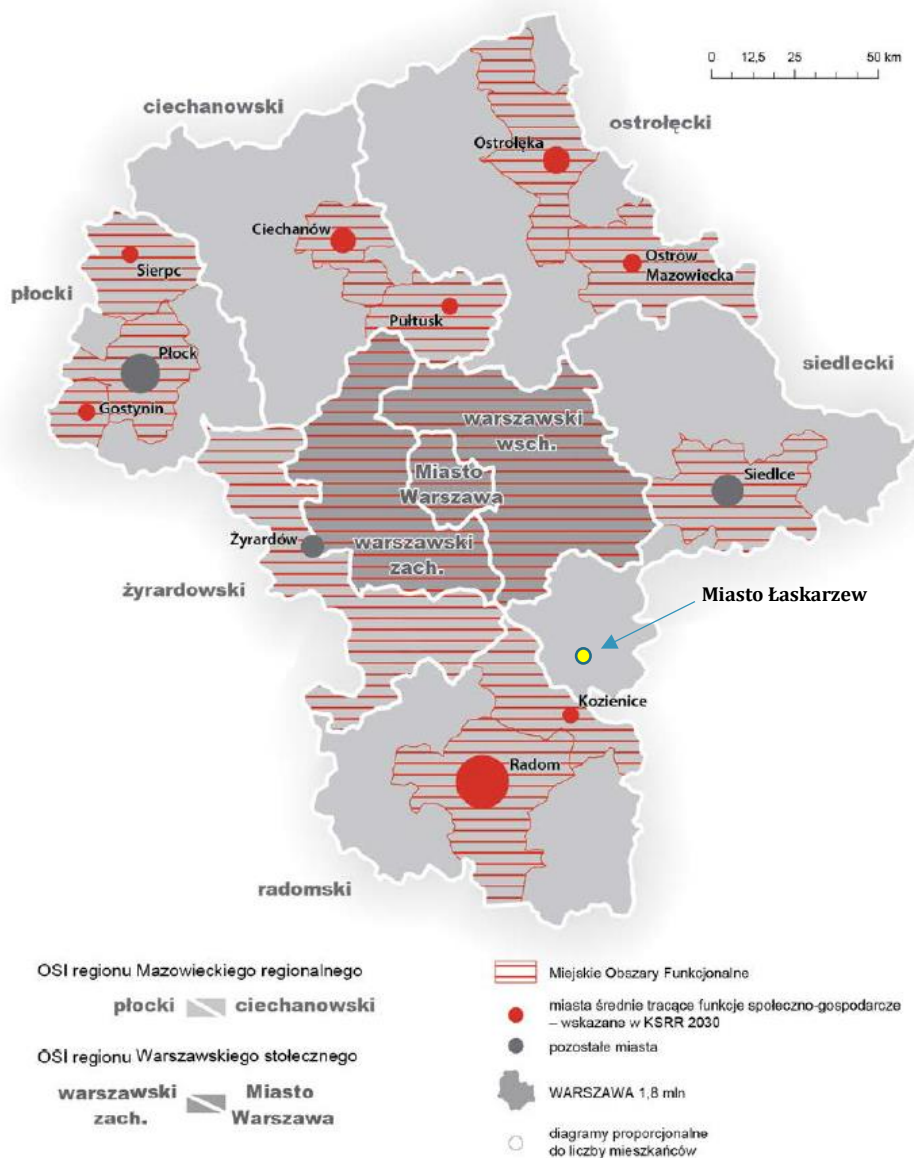 0 12,5 25 50 km
ciechanowski
ostrołęcki
Ostrołęka
Ciechanów
Sierpc
Ostrów
Mazowiecka
płocki
Pułtusk
Płock
siedlecki
Gostynin
warszawski
wsch.
Miasto
Warszawa
Siedlce
Żyrardów
warszawski
zach.
żyrardowski
Miasto Łaskarzew
Kozienice
Radom
radomski
OSI regionu Mazowieckiego regionalnego
płocki ciechanowski
OSI regionu Warszawskiego stołecznego
warszawski
zach.
Miasto
Warszawa
Miejskie Obszary Funkcjonalne
miasta średnie tracące funkcje społeczno-gospodarcze
– wskazane w KSRR 2030
pozostałe miasta
WARSZAWA 1,8 mln
diagramy proporcjonalne
do liczby mieszkańców